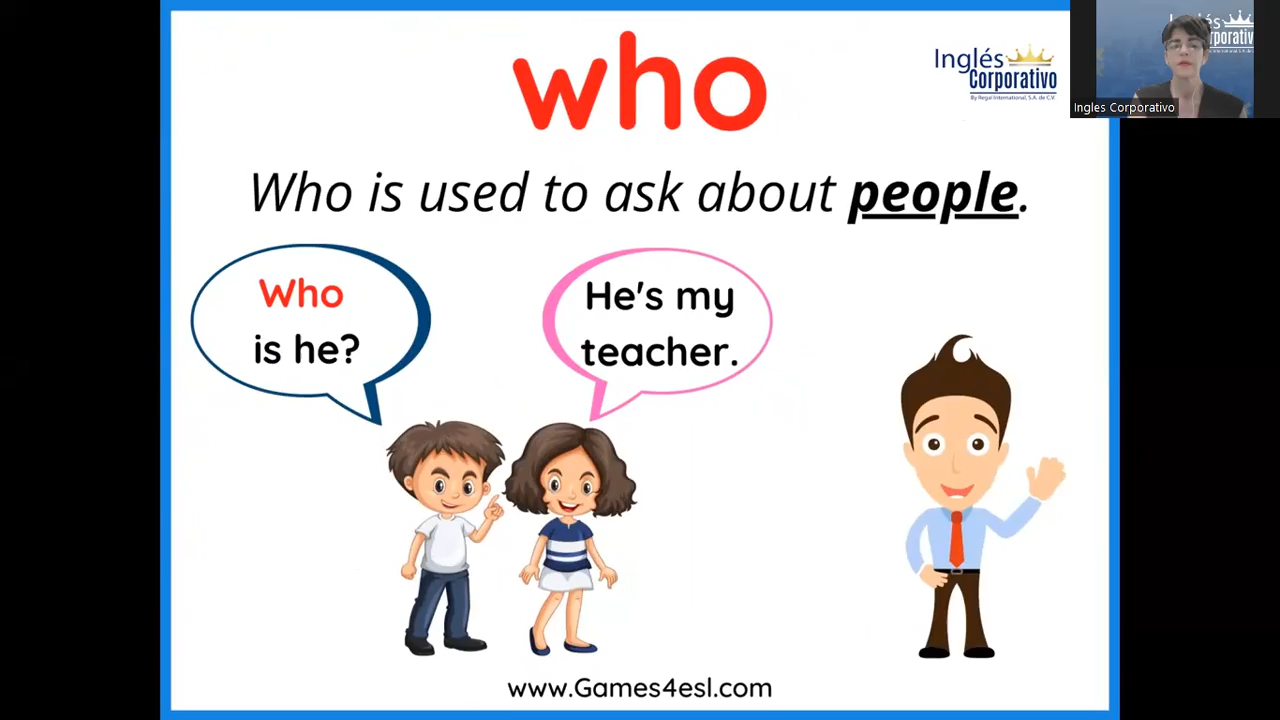 who
Inglés
Corporativo
By Regal International, S.A. de C.V.
Ingles Corporativo
Who is used to ask about people.
Who
is he?
He's my
teacher.
www.Games4esl.com